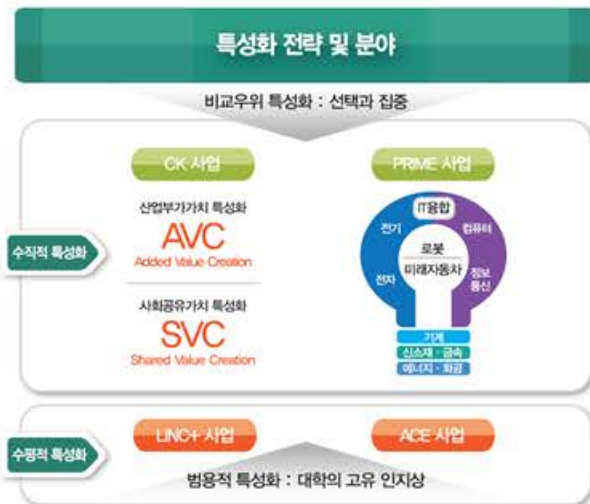 특성화 전략 및 분야
비교우위 특성화 : 선택과 집중
CK 사업
PRIME 사업
수직적 특성화
산업부가가치 특성화
AVC
Added Value Creation
사회공유가치 특성화
SVC
Shared Value Creation
IT융합
전기
컴퓨터
로봇
미래자동차
전자
정보
통신
기계
신소재 · 금속
에너지 · 화공
수평적 특성화
LINC+ 사업
ACE 사업
범용적 특성화 : 대학의 고유 인지상